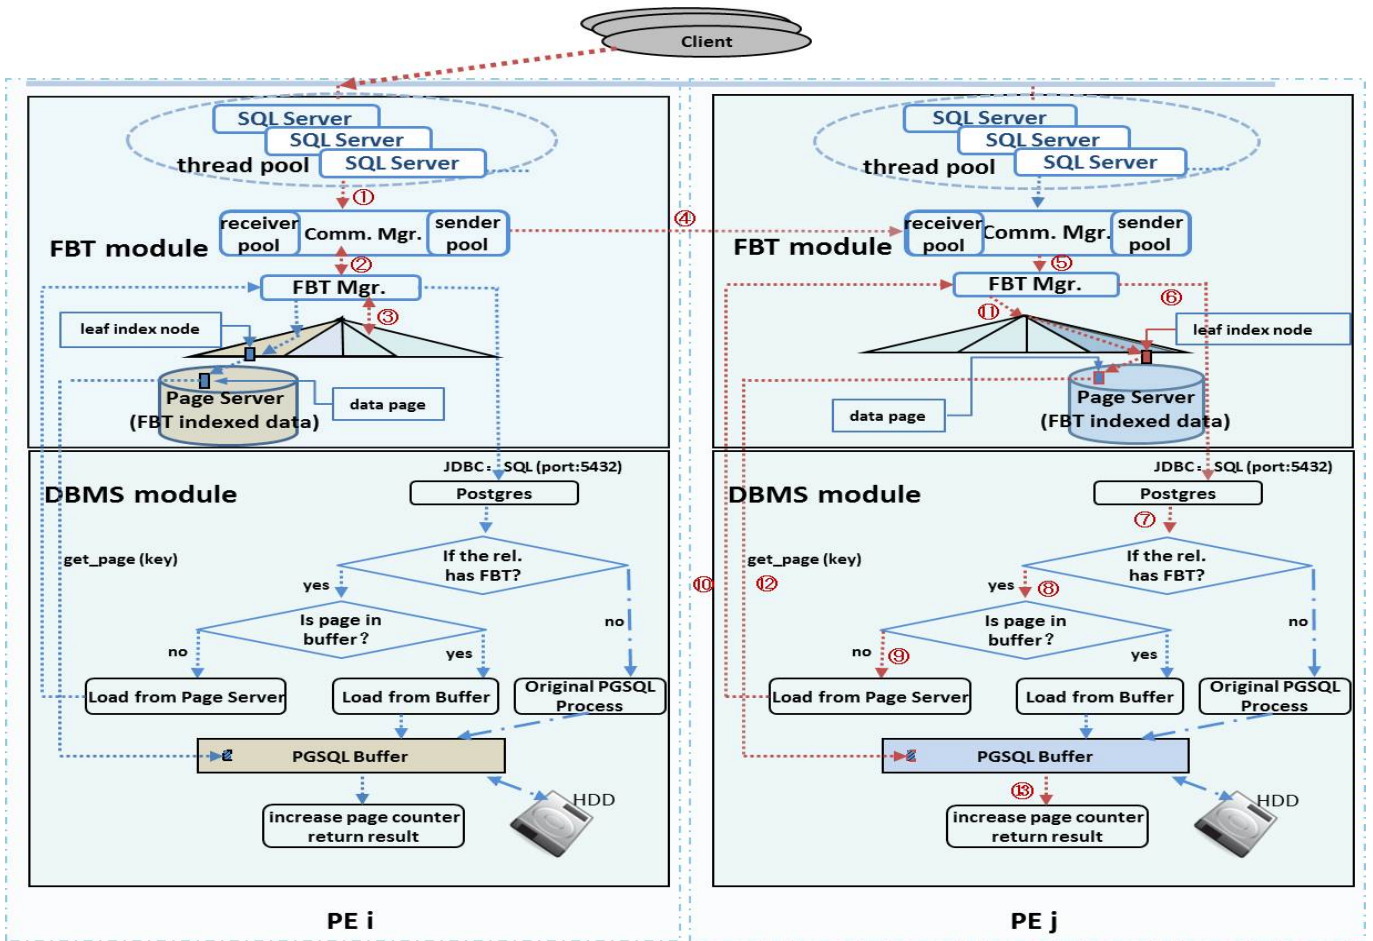 Client
SQL Server
SQL Server
SQL Server
thread pool
①
receiver
pool
Comm. Mgr.
sender
pool
FBT module
②
FBT Mgr.
③
leaf index node
data page
Page Server
(FBT indexed data)
DBMS module
JDBC: SQL (port:5432)
Postgres
If the rel.
has FBT?
get_page (key)
yes
no
Is page in
buffer?
no
yes
Load from Page Server
Load from Buffer
Original PGSQL
Process
PGSQL Buffer
HDD
increase page counter
return result
PE i
④
SQL Server
SQL Server
SQL Server
thread pool
receiver
pool
Comm. Mgr.
sender
pool
FBT module
⑤
FBT Mgr.
⑥
⑪
leaf index node
data page
Page Server
(FBT indexed data)
DBMS module
JDBC: SQL (port:5432)
Postgres
⑦
If the rel.
has FBT?
get_page (key)
⑩
⑫
yes
⑧
no
Is page in
buffer?
no
⑨
yes
Load from Page Server
Load from Buffer
Original PGSQL
Process
PGSQL Buffer
⑬
HDD
increase page counter
return result
PE j